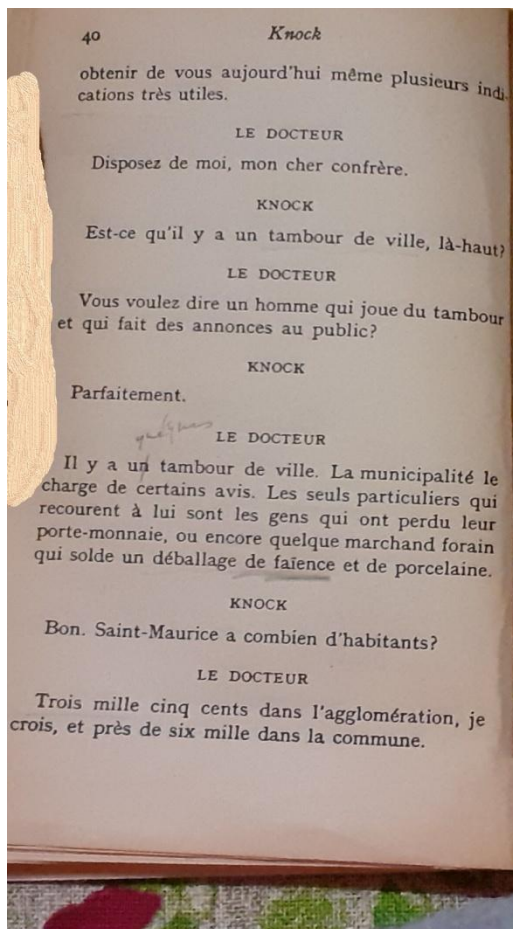 40
Knock
obtenir de vous aujourd'hui même plusieurs indi-
cations très utiles.
LE DOCTEUR
Disposez de moi, mon cher confrère.
KNOCK
Est-ce qu'il y a un tambour de ville, là-haut?
LE DOCTEUR
Vous voulez dire un homme qui joue du tambour
et qui fait des annonces au public?
KNOCK
Parfaitement.
LE DOCTEUR
Il y a un tambour de ville. La municipalité le
charge de certains avis. Les seuls particuliers qui
recourent à lui sont les gens qui ont perdu leur
porte-monnaie, ou encore quelque marchand forain
qui solde un déballage de faïence et de porcelaine.
KNOCK
Bon. Saint-Maurice a combien d'habitants?
LE DOCTEUR
Trois mille cinq cents dans l'agglomération, je
crois, et près de six mille dans la commune.